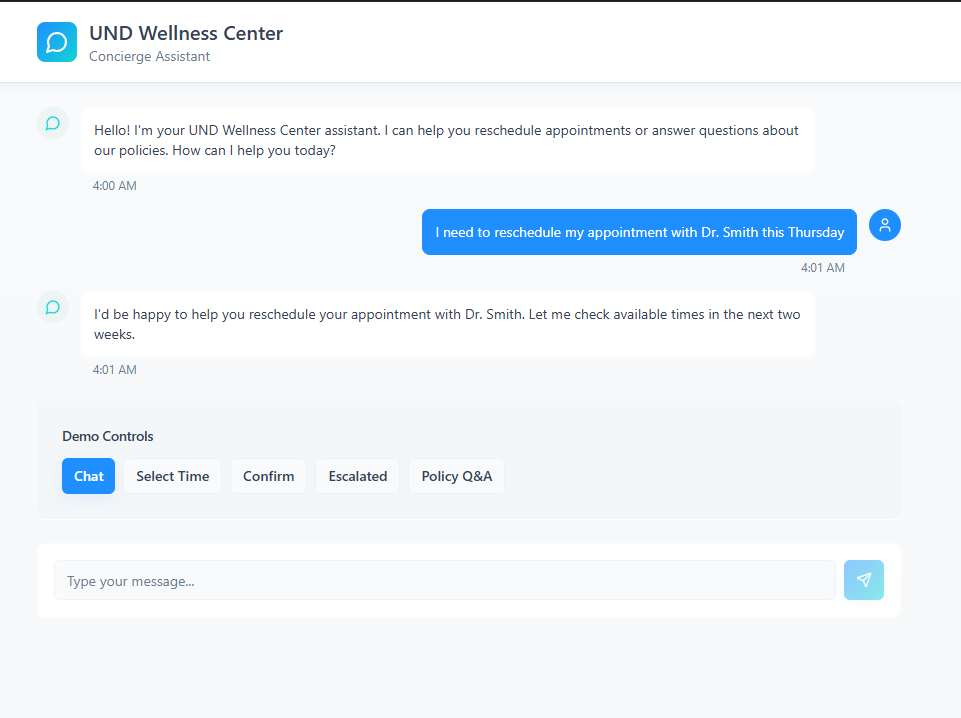 UND Wellness Center
Concierge Assistant
Hello! I'm your UND Wellness Center assistant. I can help you reschedule appointments or answer questions about
our policies. How can I help you today?
4:00 AM
I need to reschedule my appointment with Dr. Smith this Thursday
4:01 AM
I'd be happy to help you reschedule your appointment with Dr. Smith. Let me check available times in the next two
weeks.
4:01 AM
Demo Controls
Chat Select Time Confirm Escalated Policy Q&A
Type your message...